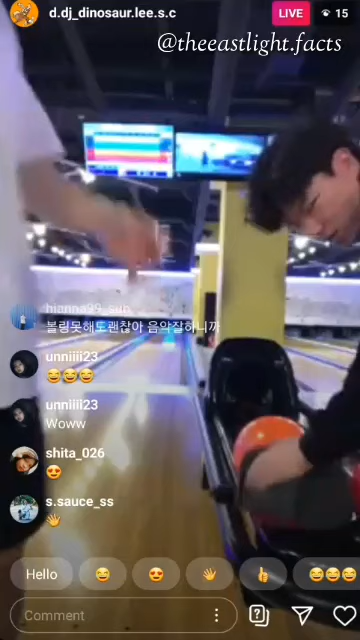 d.dj_dinosaur.lee.s.c
LIVE
15
@theeastlight.facts
hianna99_sun
볼링못해도괜찮아 음악잘하니까
unniiii23
😅😅😅
unniiii23
Woww
shita_026
😍
s.sauce_ss
👋
Hello
😅
😍
👋
👍
😅😅😅
Comment